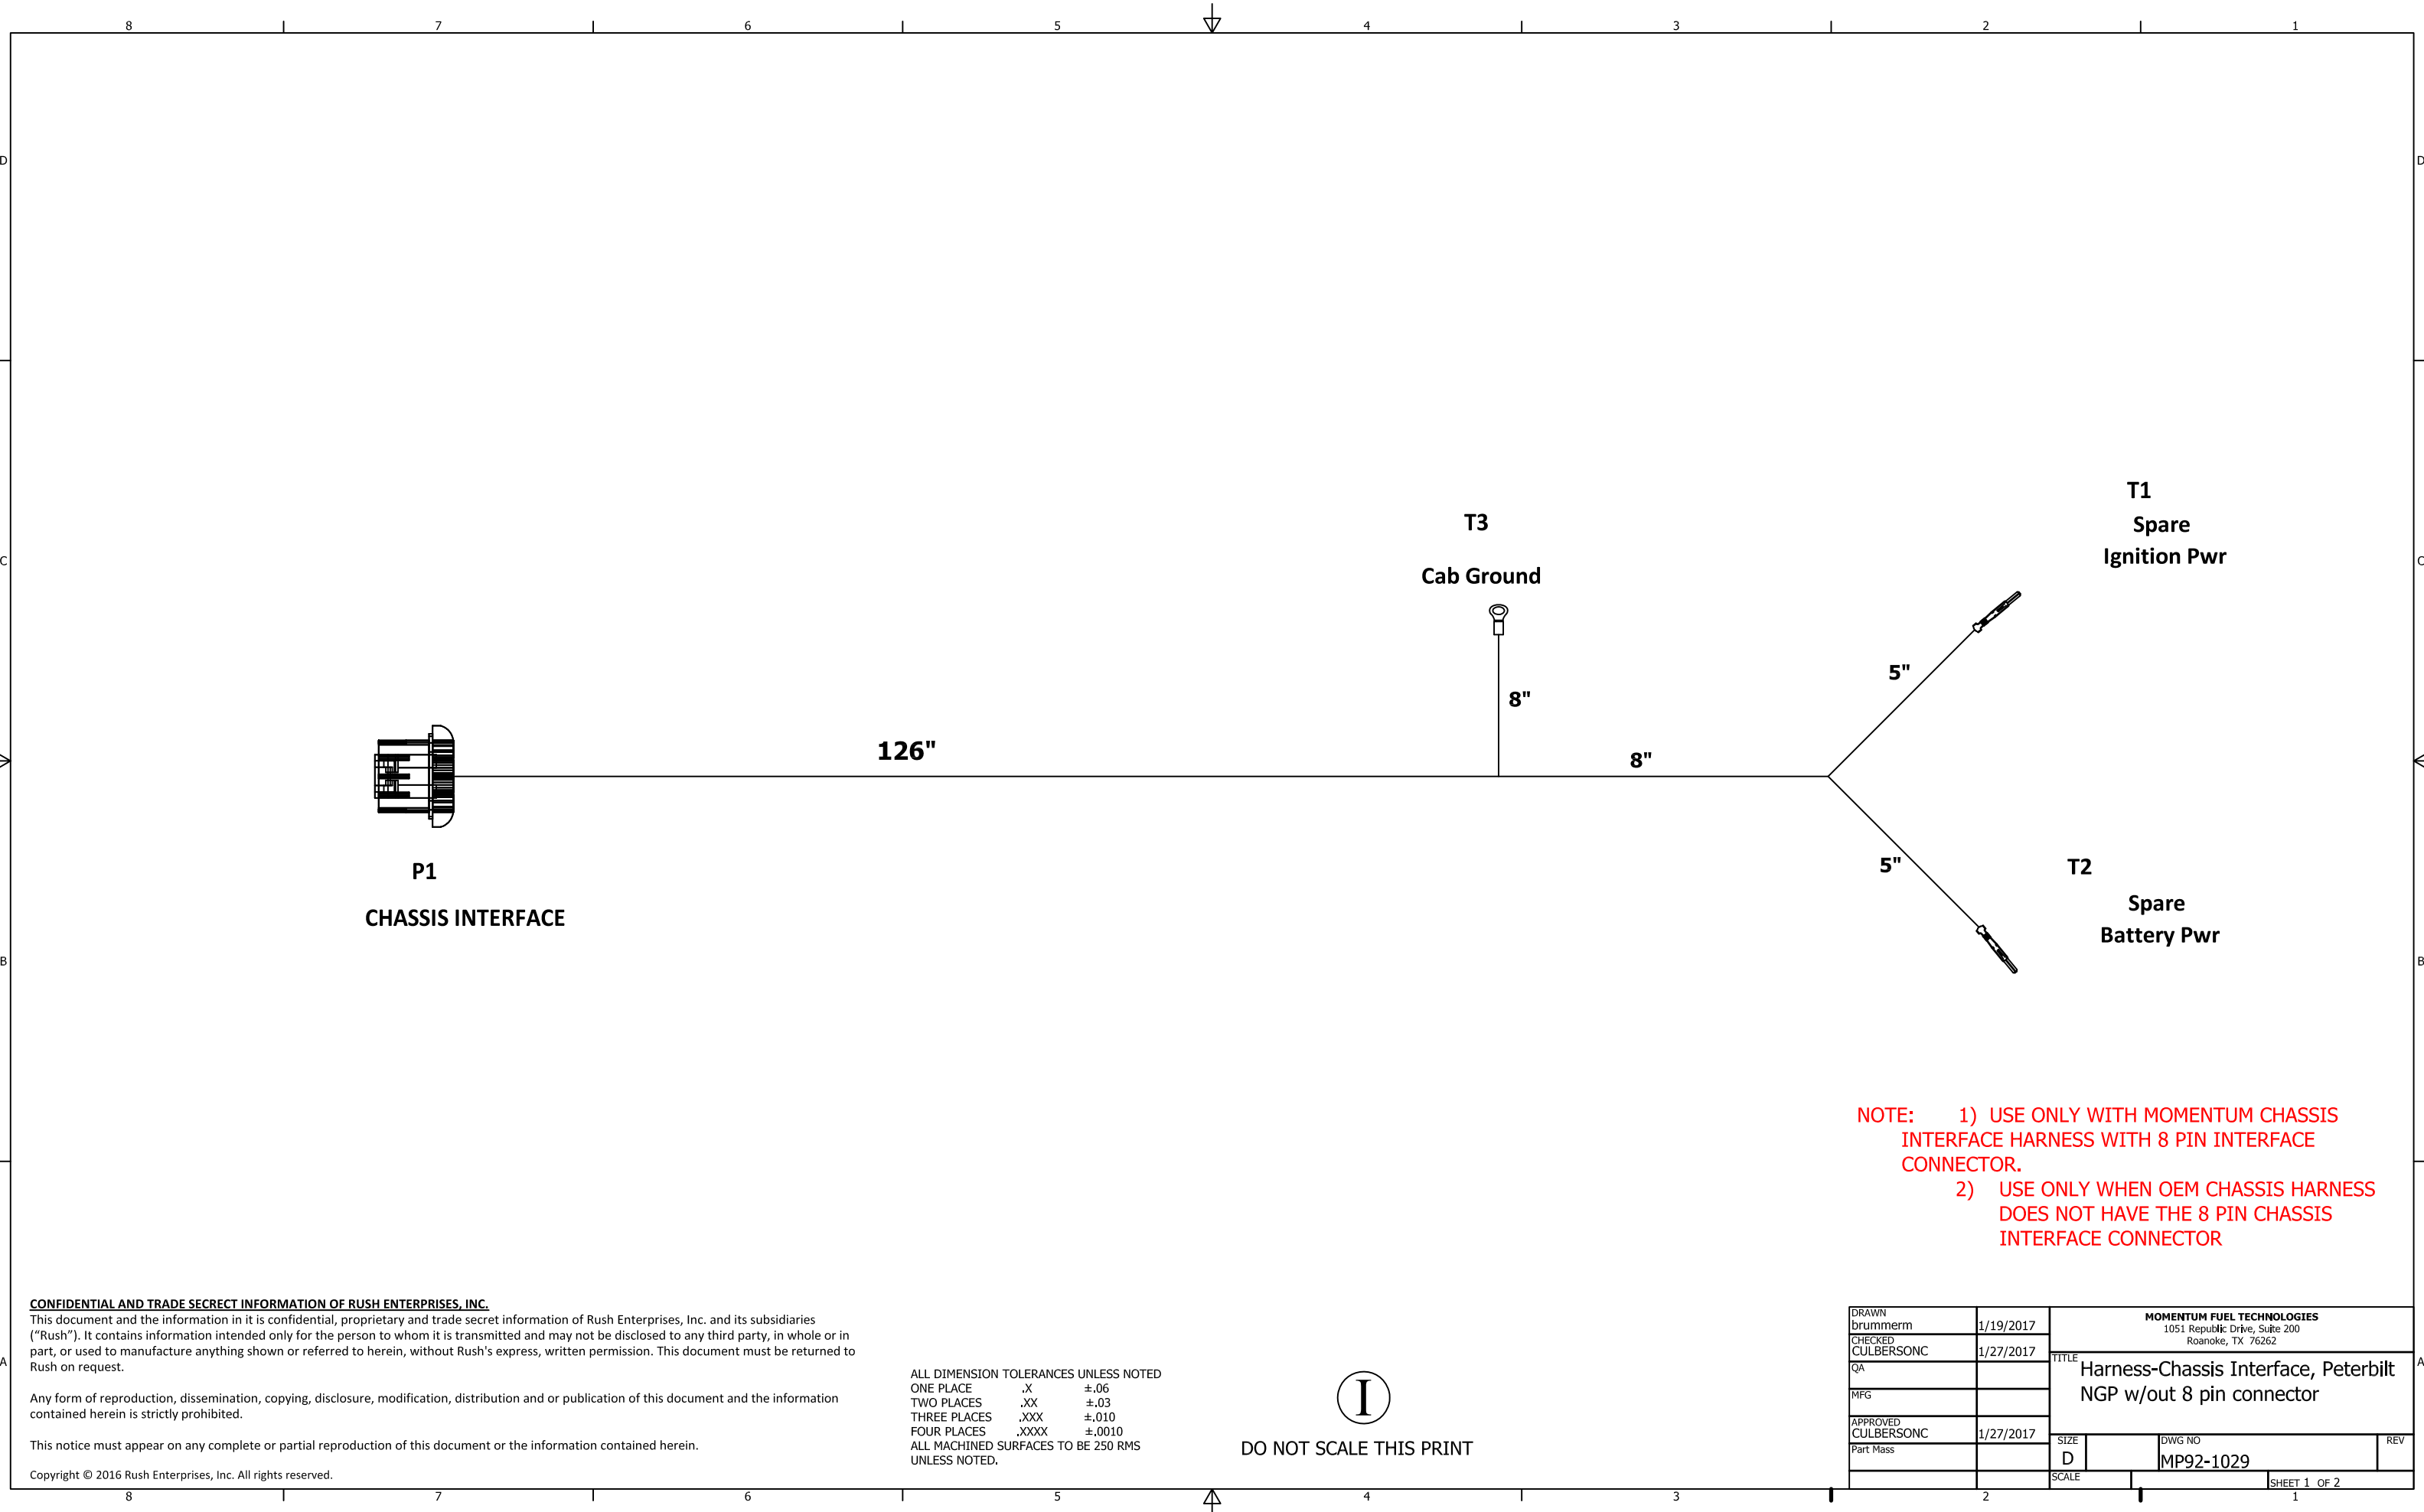 8 7 6 5 4 3 2 1
D D
T1
Spare
Ignition Pwr
T3
Cab Ground
C C
5"
8"
126"
8"
P1
CHASSIS INTERFACE
5"
T2
Spare
Battery Pwr
B B
NOTE: 1) USE ONLY WITH MOMENTUM CHASSIS
INTERFACE HARNESS WITH 8 PIN INTERFACE
CONNECTOR.
2) USE ONLY WHEN OEM CHASSIS HARNESS
DOES NOT HAVE THE 8 PIN CHASSIS
INTERFACE CONNECTOR
CONFIDENTIAL AND TRADE SECRECT INFORMATION OF RUSH ENTERPRISES, INC.
This document and the information in it is confidential, proprietary and trade secret information of Rush Enterprises, Inc. and its subsidiaries
(“Rush”). It contains information intended only for the person to whom it is transmitted and may not be disclosed to any third party, in whole or in
part, or used to manufacture anything shown or referred to herein, without Rush's express, written permission. This document must be returned to
Rush on request.
Any form of reproduction, dissemination, copying, disclosure, modification, distribution and or publication of this document and the information
contained herein is strictly prohibited.
This notice must appear on any complete or partial reproduction of this document or the information contained herein.
Copyright © 2016 Rush Enterprises, Inc. All rights reserved.
ALL DIMENSION TOLERANCES UNLESS NOTED
ONE PLACE .X ±.06
TWO PLACES .XX ±.03
THREE PLACES .XXX ±.010
FOUR PLACES .XXXX ±.0010
ALL MACHINED SURFACES TO BE 250 RMS
UNLESS NOTED.
I
DO NOT SCALE THIS PRINT
DRAWN
brummerm 1/19/2017
CHECKED
CULBERSONC 1/27/2017
QA
MFG
APPROVED
CULBERSONC 1/27/2017
Part Mass
MOMENTUM FUEL TECHNOLOGIES
1051 Republic Drive, Suite 200
Roanoke, TX 76262
TITLE
Harness-Chassis Interface, Peterbilt
NGP w/out 8 pin connector
SIZE
D
DWG NO
MP92-1029
REV
SCALE
SHEET 1 OF 2
A A
8 7 6 5 4 3 2 1